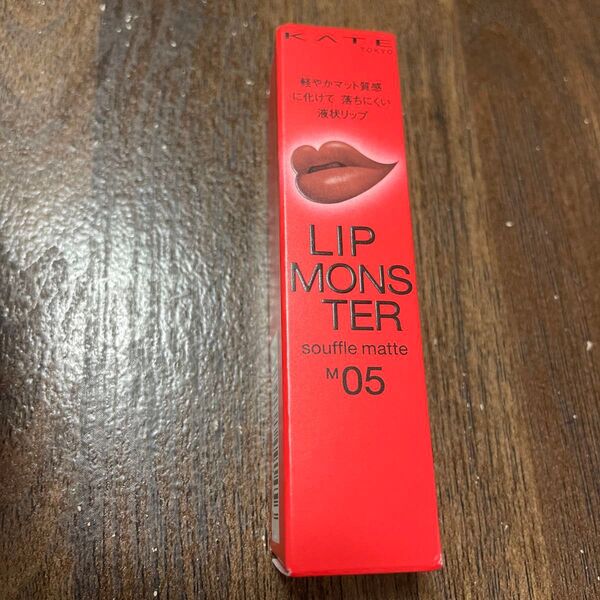 KATE
TOKYO
軽やかマット質感
に化けて 落ちにくい
液状リップ
LIP
MONS
TER
souffle matte
M05